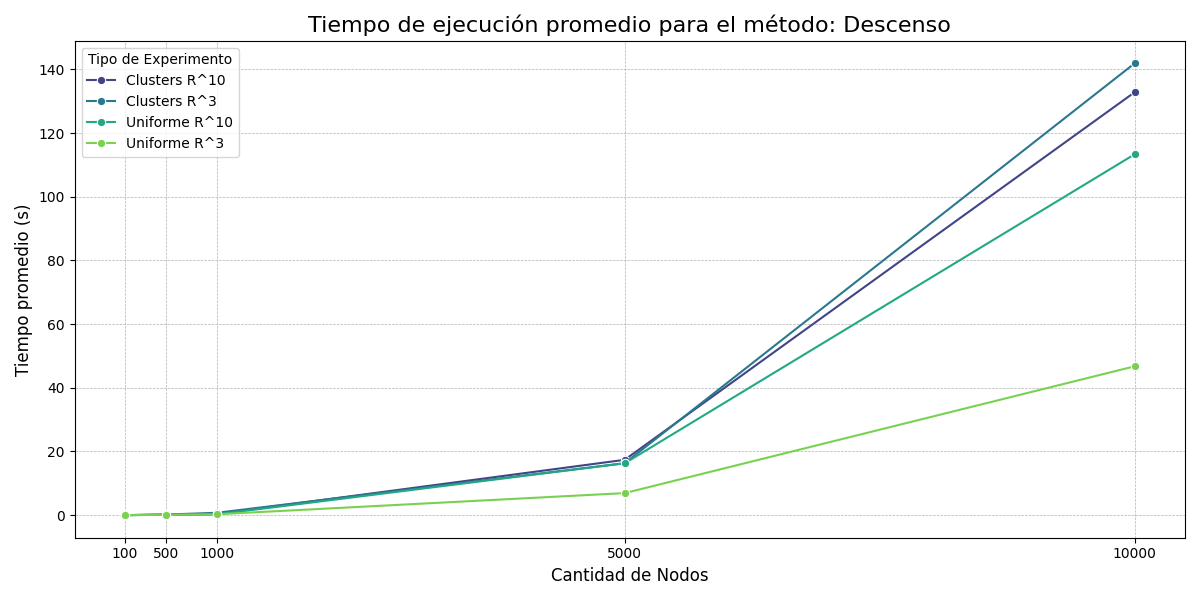 Tiempo de ejecución promedio para el método: Descenso
Tiempo promedio (s)
140
120
100
80
60
40
20
0
Tipo de Experimento
Clusters R^10
Clusters R^3
Uniforme R^10
Uniforme R^3
100 500 1000 5000 10000
Cantidad de Nodos